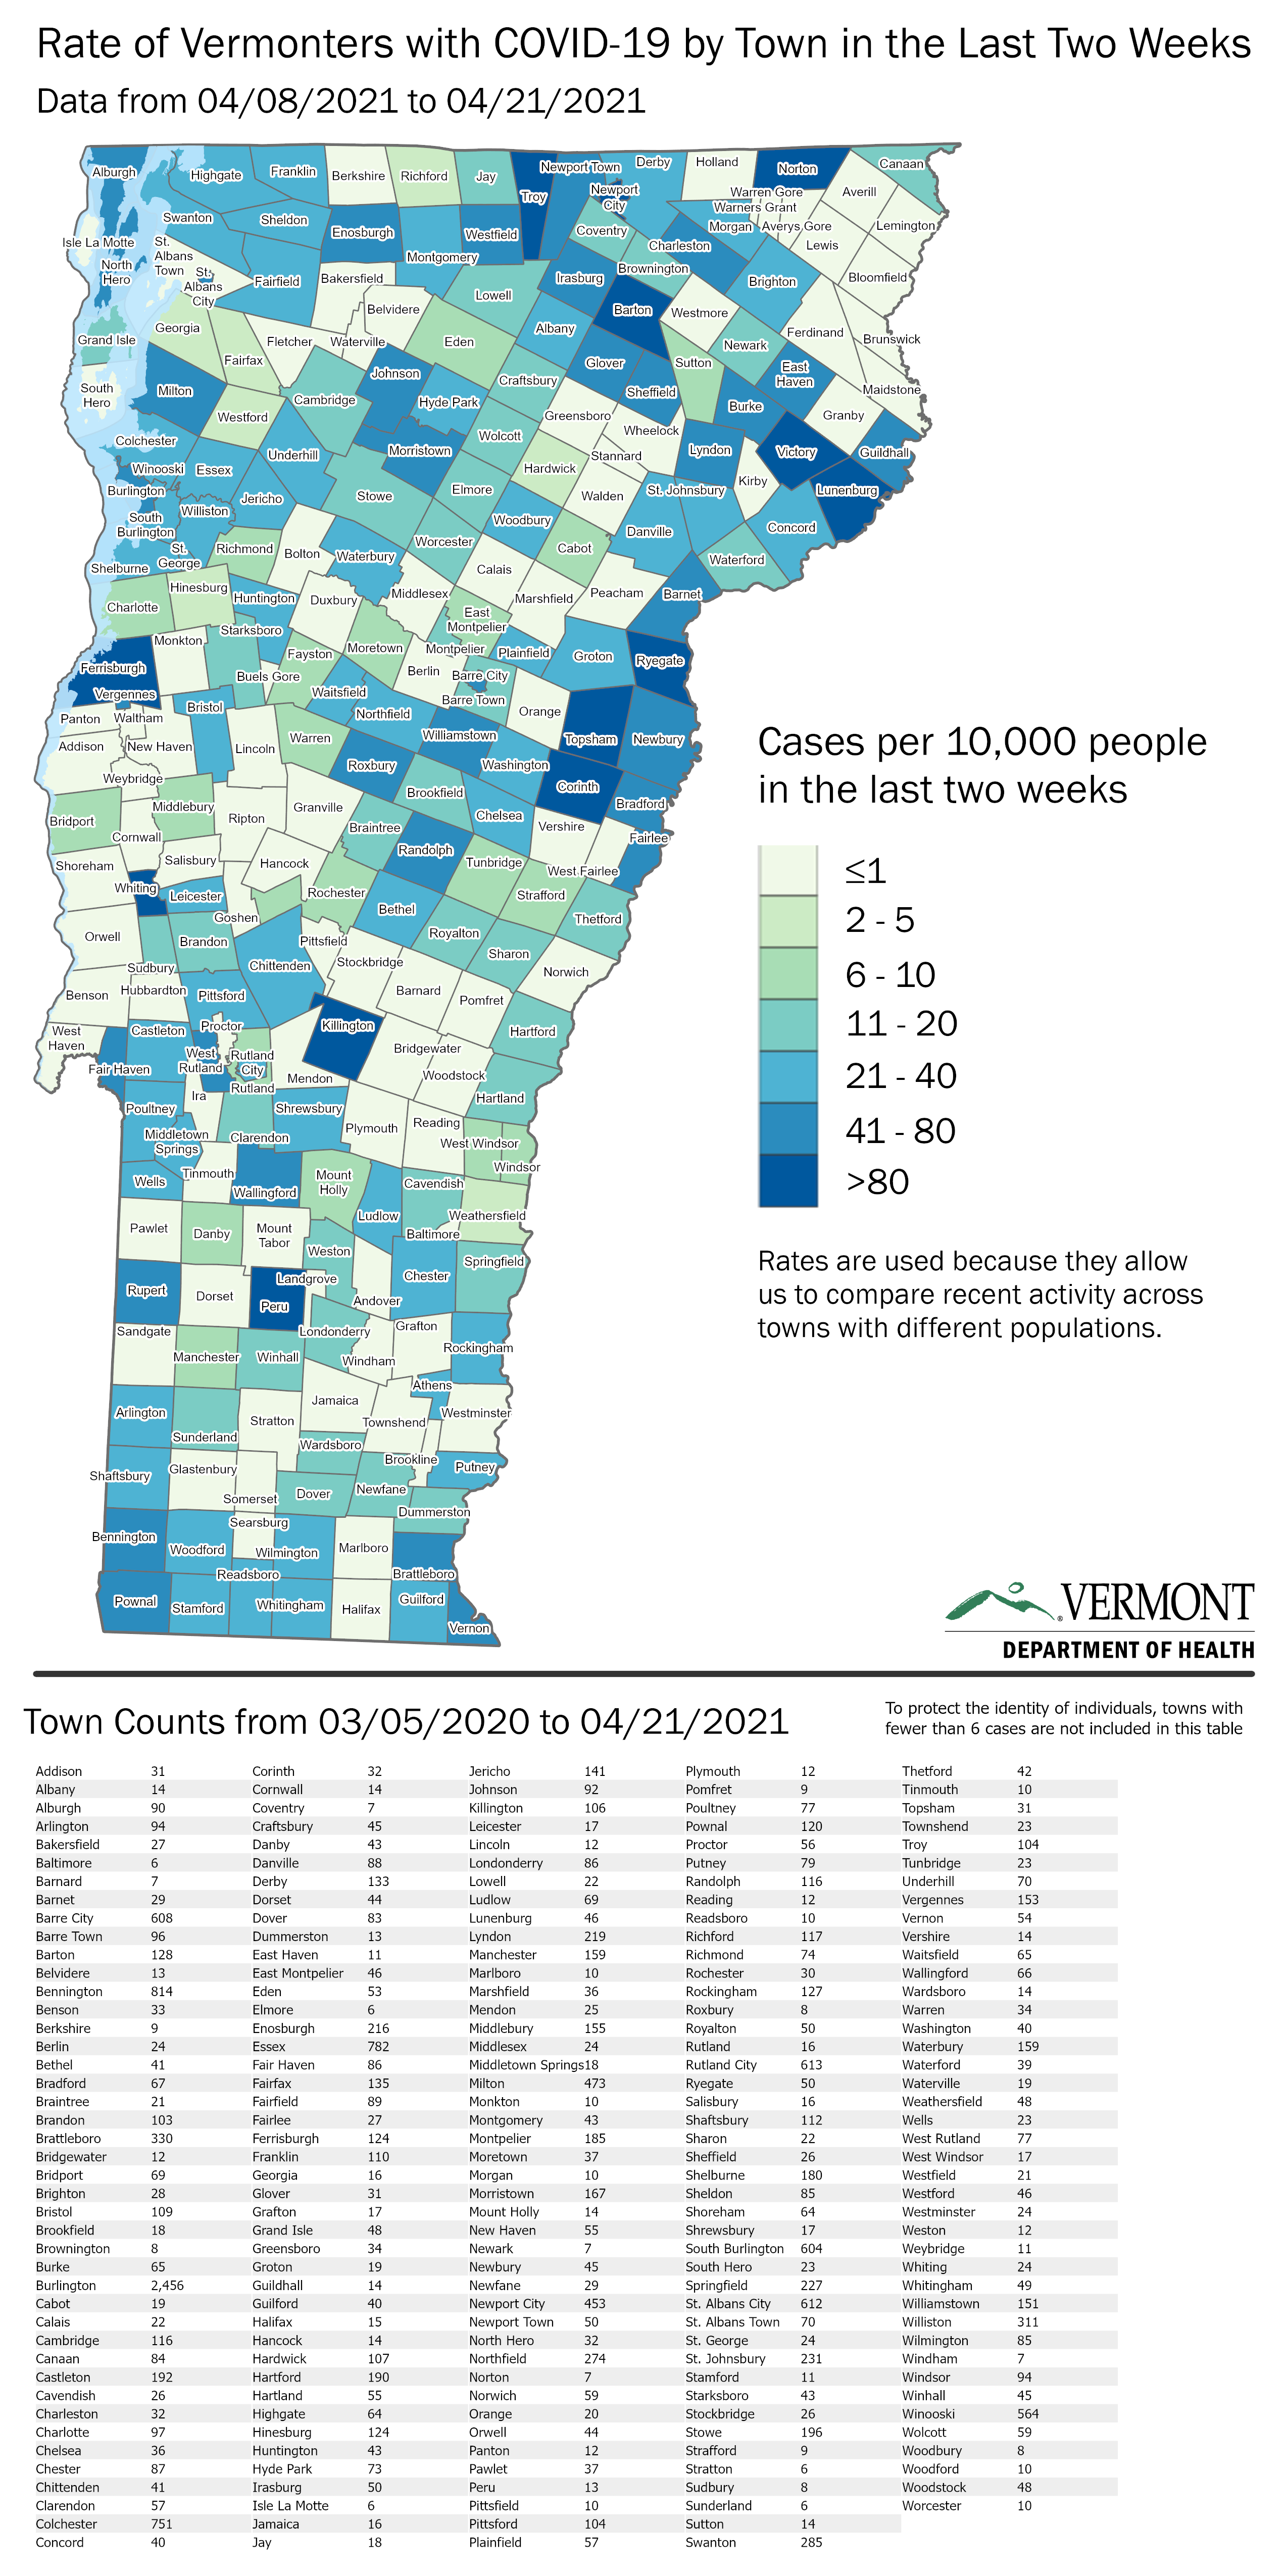 Rate of Vermonters with COVID-19 by Town in the Last Two Weeks
Data from 04/08/2021 to 04/21/2021
Alburgh
Highgate
Franklin
Berkshire
Richford
Jay
Troy
Newport Town
Newport
City
Derby
Holland
Norton
Canaan
Warren Gore
Warners Grant
Averill
Morgan
Averys Gore
Lemington
Lewis
Swanton
Sheldon
Enosburgh
Westfield
Coventry
Charleston
Isle La Motte
North
Hero
St.
Albans
Town
St.
Albans
City
Fairfield
Bakersfield
Montgomery
Lowell
Irasburg
Brownington
Brighton
Bloomfield
Belvidere
Barton
Westmore
Ferdinand
Brunswick
Grand Isle
Georgia
Fairfax
Fletcher
Waterville
Eden
Albany
Newark
Glover
Sutton
East
Haven
Maidstone
South
Hero
Milton
Johnson
Craftsbury
Sheffield
Burke
Granby
Westford
Cambridge
Hyde Park
Greensboro
Wheelock
Colchester
Underhill
Morristown
Wolcott
Stannard
Lyndon
Victory
Guildhall
Winooski
Essex
Hardwick
Kirby
Burlington
Jericho
Stowe
Elmore
Walden
St. Johnsbury
Lunenburg
South
Burlington
Williston
Woodbury
Danville
Concord
Shelburne
St.
George
Richmond
Bolton
Waterbury
Worcester
Cabot
Waterford
Calais
Charlotte
Hinesburg
Huntington
Duxbury
Middlesex
Marshfield
Peacham
Barnet
East
Montpelier
Starksboro
Monkton
Fayston
Moretown
Montpelier
Plainfield
Groton
Ryegate
Ferrisburgh
Buels Gore
Berlin
Barre City
Vergennes
Waitsfield
Barre Town
Bristol
Northfield
Orange
Panton
Waltham
Addison
New Haven
Lincoln
Warren
Williamstown
Topsham
Newbury
Weybridge
Roxbury
Washington
Corinth
Middlebury
Brookfield
Bradford
Bridport
Ripton
Granville
Chelsea
Cornwall
Braintree
Vershire
Fairlee
Shoreham
Salisbury
Hancock
Randolph
Tunbridge
West Fairlee
Whiting
Leicester
Rochester
Strafford
Goshen
Bethel
Thetford
Orwell
Brandon
Pittsfield
Royalton
Sudbury
Chittenden
Stockbridge
Sharon
Norwich
Benson
Hubbardton
Pittsford
Barnard
Pomfret
West
Haven
Castleton
Proctor
Killington
Hartford
Fair Haven
West
Rutland
Rutland
City
Rutland
Mendon
Bridgewater
Woodstock
Ira
Hartland
Poultney
Shrewsbury
Plymouth
Reading
Middletown
Springs
Clarendon
West Windsor
Wells
Tinmouth
Wallingford
Mount
Holly
Cavendish
Windsor
Ludlow
Weathersfield
Pawlet
Danby
Mount
Tabor
Weston
Baltimore
Springfield
Rupert
Dorset
Landgrove
Peru
Chester
Andover
Sandgate
Londonderry
Grafton
Rockingham
Manchester
Winhall
Windham
Athens
Arlington
Jamaica
Stratton
Townshend
Westminster
Sunderland
Wardsboro
Shaftsbury
Glastenbury
Brookline
Putney
Somerset
Dover
Newfane
Dummerston
Searsburg
Bennington
Woodford
Wilmington
Marlboro
Readsboro
Brattleboro
Pownal
Stamford
Whitingham
Halifax
Guilford
Vernon
Cases per 10,000 people
in the last two weeks
≤1
2 - 5
6 - 10
11 - 20
21 - 40
41 - 80
>80
Rates are used because they allow
us to compare recent activity across
towns with different populations.
VERMONT
DEPARTMENT OF HEALTH
Town Counts from 03/05/2020 to 04/21/2021
To protect the identity of individuals, towns with
fewer than 6 cases are not included in this table
Addison 31 Corinth 32 Jericho 141 Plymouth 12 Thetford 42
Albany 14 Cornwall 14 Johnson 92 Pomfret 9 Tinmouth 10
Alburgh 90 Coventry 7 Killington 106 Poultney 77 Topsham 31
Arlington 94 Craftsbury 45 Leicester 17 Pownal 120 Townshend 23
Bakersfield 27 Danby 43 Lincoln 12 Proctor 56 Troy 104
Baltimore 6 Danville 88 Londonderry 86 Putney 79 Tunbridge 23
Barnard 7 Derby 133 Lowell 22 Randolph 116 Underhill 70
Barnet 29 Dorset 44 Ludlow 69 Reading 12 Vergennes 153
Barre City 608 Dover 83 Lunenburg 46 Readsboro 10 Vernon 54
Barre Town 96 Dummerston 13 Lyndon 219 Richford 117 Vershire 14
Barton 128 East Haven 11 Manchester 159 Richmond 74 Waitsfield 65
Belvidere 13 East Montpelier 46 Marlboro 10 Rochester 30 Wallingford 66
Bennington 814 Eden 53 Marshfield 36 Rockingham 127 Wardsboro 14
Benson 33 Elmore 6 Mendon 25 Roxbury 8 Warren 34
Berkshire 9 Enosburgh 216 Middlebury 155 Royalton 50 Washington 40
Berlin 24 Essex 782 Middlesex 24 Rutland 16 Waterbury 159
Bethel 41 Fair Haven 86 Middletown Springs18 Rutland City 613 Waterford 39
Bradford 67 Fairfax 135 Milton 473 Ryegate 50 Waterville 19
Braintree 21 Fairfield 89 Monkton 10 Salisbury 16 Weathersfield 48
Brandon 103 Fairlee 27 Montgomery 43 Shaftsbury 112 Wells 23
Brattleboro 330 Ferrisburgh 124 Montpelier 185 Sharon 22 West Rutland 77
Bridgewater 12 Franklin 110 Moretown 37 Sheffield 26 West Windsor 17
Bridport 69 Georgia 16 Morgan 10 Shelburne 180 Westfield 21
Brighton 28 Glover 31 Morristown 167 Sheldon 85 Westford 46
Bristol 109 Grafton 17 Mount Holly 14 Shoreham 64 Westminster 24
Brookfield 18 Grand Isle 48 New Haven 55 Shrewsbury 17 Weston 12
Brownington 8 Greensboro 34 Newark 7 South Burlington 604 Weybridge 11
Burke 65 Groton 19 Newbury 45 South Hero 23 Whiting 24
Burlington 2,456 Guildhall 14 Newfane 29 Springfield 227 Whitingham 49
Cabot 19 Guilford 40 Newport City 453 St. Albans City 612 Williamstown 151
Calais 22 Halifax 15 Newport Town 50 St. Albans Town 70 Williston 311
Cambridge 116 Hancock 14 North Hero 32 St. George 24 Wilmington 85
Canaan 84 Hardwick 107 Northfield 274 St. Johnsbury 231 Windham 7
Castleton 192 Hartford 190 Norton 7 Stamford 11 Windsor 94
Cavendish 26 Hartland 55 Norwich 59 Starksboro 43 Winhall 45
Charleston 32 Highgate 64 Orange 20 Stockbridge 26 Winooski 564
Charlotte 97 Hinesburg 124 Orwell 44 Stowe 196 Wolcott 59
Chelsea 36 Huntington 43 Panton 12 Strafford 9 Woodbury 8
Chester 87 Hyde Park 73 Pawlet 37 Stratton 6 Woodford 10
Chittenden 41 Irasburg 50 Peru 13 Sudbury 8 Woodstock 48
Clarendon 57 Isle La Motte 6 Pittsfield 10 Sunderland 6 Worcester 10
Colchester 751 Jamaica 16 Pittsford 104 Sutton 14
Concord 40 Jay 18 Plainfield 57 Swanton 285